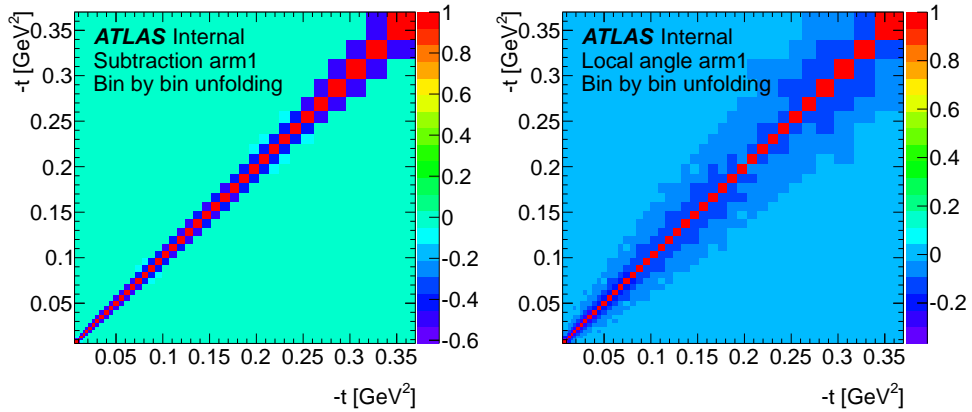 ATLAS Internal
Subtraction arm1
Bin by bin unfolding
-t [GeV²]
0.35
0.3
0.25
0.2
0.15
0.1
0.05
0.05 0.1 0.15 0.2 0.25 0.3 0.35
-t [GeV²]
1
0.8
0.6
0.4
0.2
0
-0.2
-0.4
-0.6
ATLAS Internal
Local angle arm1
Bin by bin unfolding
-t [GeV²]
0.35
0.3
0.25
0.2
0.15
0.1
0.05
0.05 0.1 0.15 0.2 0.25 0.3 0.35
-t [GeV²]
1
0.8
0.6
0.4
0.2
0
-0.2